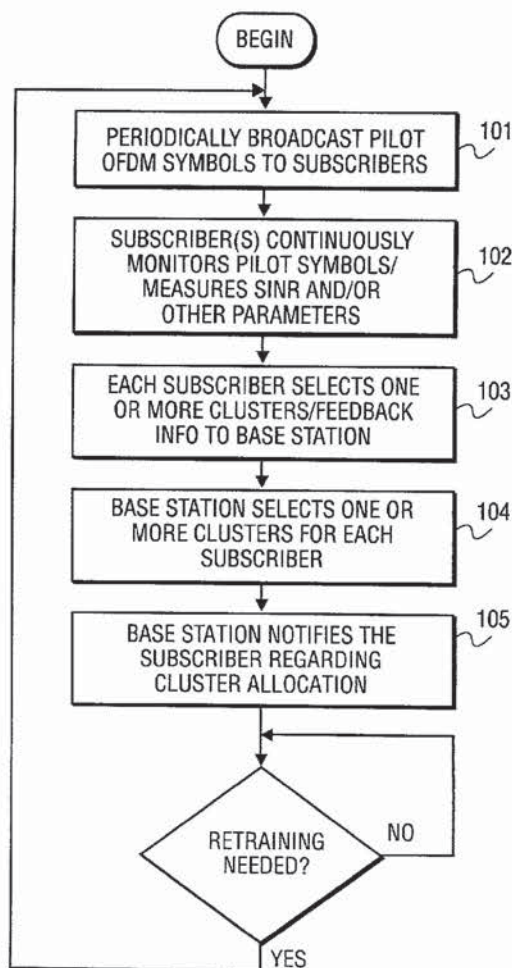 BEGIN
PERIODICALLY BROADCAST PILOT
OFDM SYMBOLS TO SUBSCRIBERS
101
SUBSCRIBER(S) CONTINUOUSLY
MONITORS PILOT SYMBOLS/
MEASURES SINR AND/OR
OTHER PARAMETERS
102
EACH SUBSCRIBER SELECTS ONE
OR MORE CLUSTERS/FEEDBACK
INFO TO BASE STATION
103
BASE STATION SELECTS ONE OR
MORE CLUSTERS FOR EACH
SUBSCRIBER
104
BASE STATION NOTIFIES THE
SUBSCRIBER REGARDING
CLUSTER ALLOCATION
105
RETRAINING
NEEDED?
NO
YES